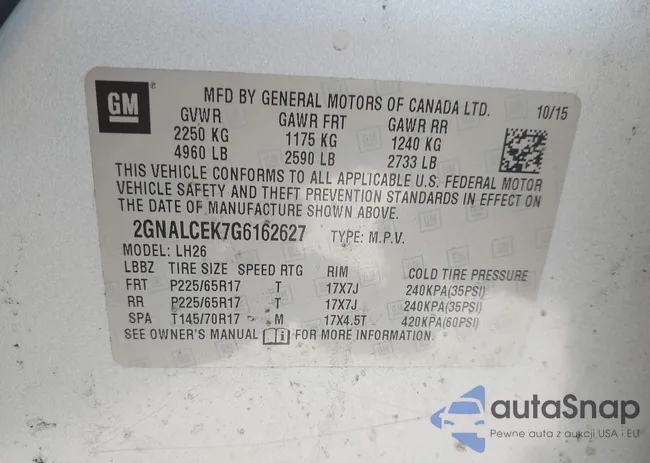 GM ®
MFD BY GENERAL MOTORS OF CANADA LTD. 10/15
GVWR GAWR FRT GAWR RR
2250 KG 1175 KG 1240 KG
4960 LB 2590 LB 2733 LB
THIS VEHICLE CONFORMS TO ALL APPLICABLE U.S. FEDERAL MOTOR
VEHICLE SAFETY AND THEFT PREVENTION STANDARDS IN EFFECT ON
THE DATE OF MANUFACTURE SHOWN ABOVE.
2GNALCEK7G6162627 TYPE: M.P.V.
MODEL: LH26
LBBZ TIRE SIZE SPEED RTG RIM COLD TIRE PRESSURE
FRT P225/65R17 T 17X7J 240KPA(35PSI)
RR P225/65R17 T 17X7J 240KPA(35PSI)
SPA T145/70R17 M 17X4.5T 420KPA(60PSI)
SEE OWNER'S MANUAL FOR MORE INFORMATION.
autaSnap
Pewne auto z aukcji USA i EU